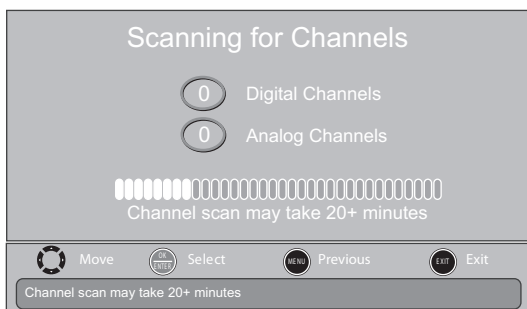 Scanning for Channels
0 Digital Channels
0 Analog Channels
Channel scan may take 20+ minutes
Move OK ENTER Select MENU Previous EXIT Exit
Channel scan may take 20+ minutes